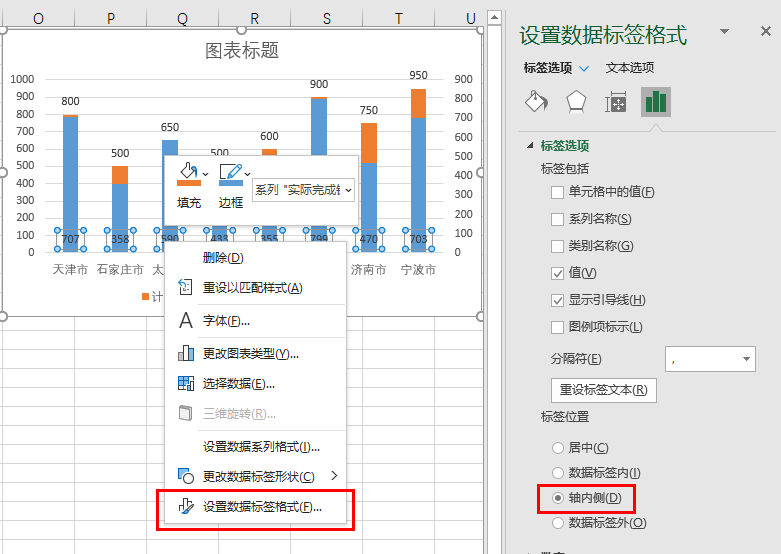 O P Q R S T U
图表标题
1000
900
800
700
600
500
400
300
200
100
0
900
800
700
600
500
400
300
200
100
0
800
500
650
500
600
900
750
950
707
358
590
433
355
799
470
703
天津市 石家庄市 太 济南市 宁波市
计
填充
边框
系列 "实际完成销
删除(D)
重设以匹配样式(A)
A 字体(F)...
更改图表类型(Y)...
选择数据(E)...
三维旋转(R)...
设置数据系列格式(I)...
更改数据标签形状(C)
设置数据标签格式(F)...
设置数据标签格式
标签选项 文本选项
标签选项
标签包括
单元格中的值(F)
系列名称(S)
类别名称(G)
值(V)
显示引导线(H)
图例项标示(L)
分隔符(E) ,
重设标签文本(R)
标签位置
居中(C)
数据标签内(I)
轴内侧(D)
数据标签外(O)